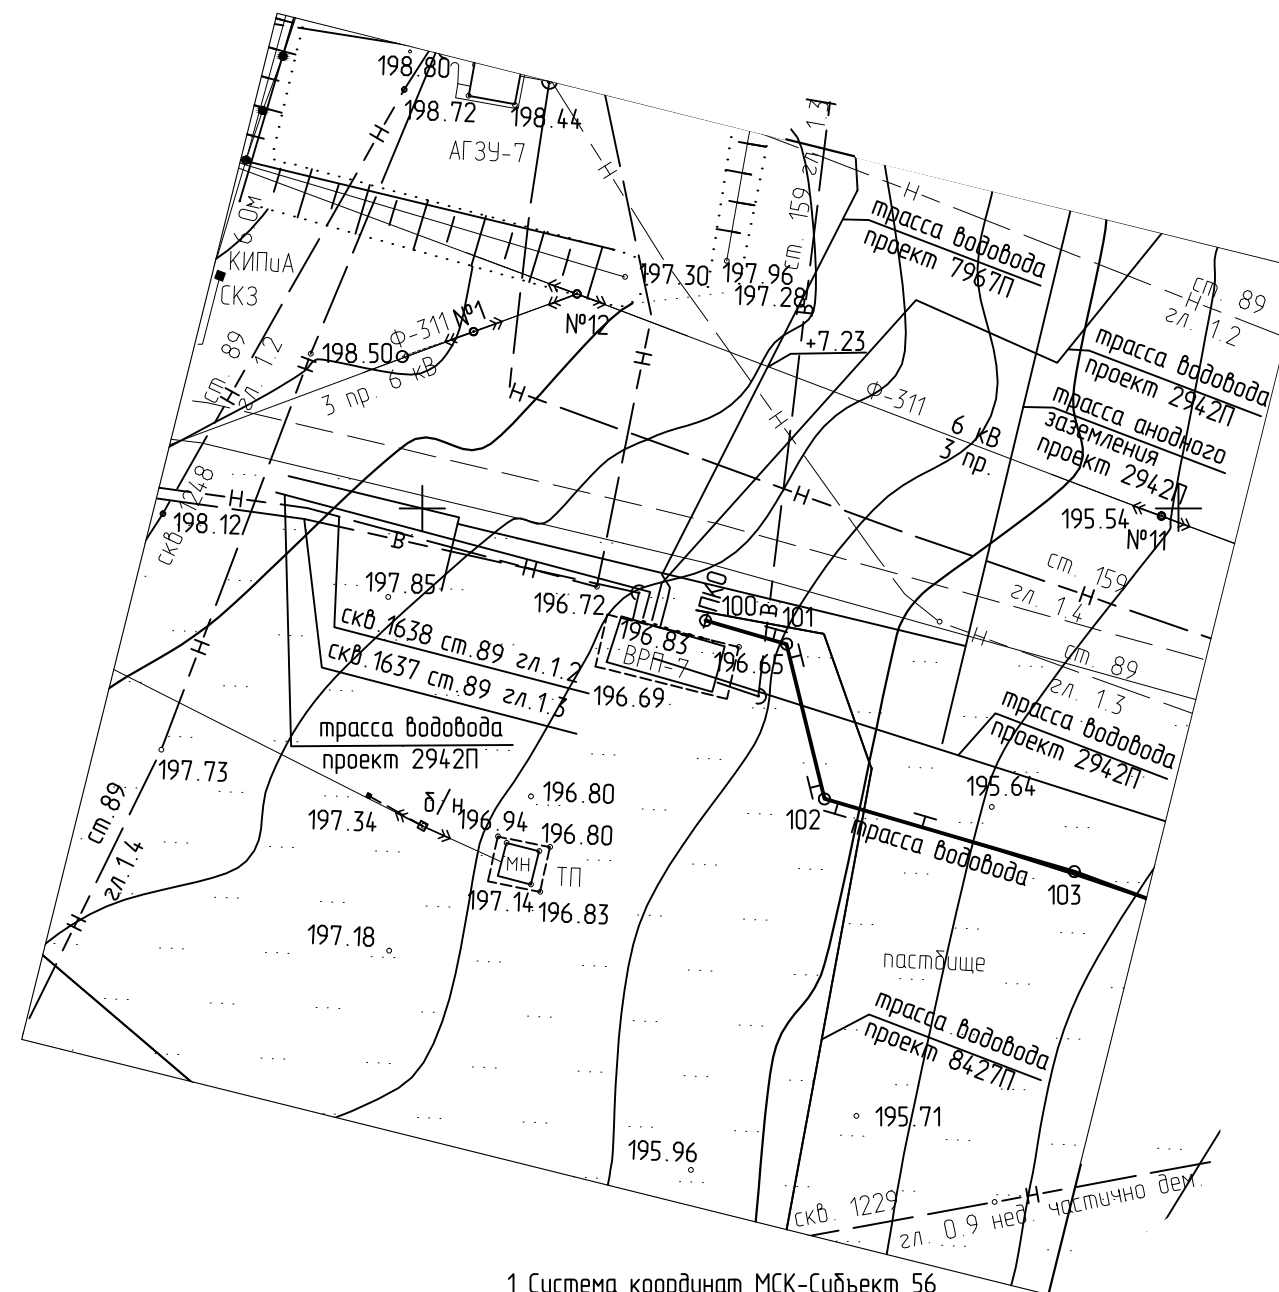 198.80
198.72
198.44
АГЗУ-7
Н
Н
6 Ом
КИПиА
СКЗ
ст. 89
гл. 1.2
198.50
Ф-311
№1
3 пр. 6 кВ
№12
197.30
197.96
197.28
ст. 159 гл. 1.3
В
+7.23
Н
трасса водовода
проект 7967П
ст. 89
Н
гл. 1.2
трасса водовода
проект 2942П
трасса анодного
заземления
проект 2942П
Ф-311
6 кВ
3 пр.
195.54
№11
Н
Н
Н
Н
Н
Н
скв. 1248
198.12
Н
В
Н
197.85
196.72
скв.1638 ст.89 гл.1.2
скв.1637 ст.89 гл.1.3
трасса водовода
проект 2942П
ПК0
100
В
101
196.83
ВРП-7
196.65
196.69
ст. 159
Н
гл. 1.4
Н
ст. 89
гл. 1.3
трасса водовода
проект 2942П
195.64
Н
197.73
ст.89
гл.1.4
Н
197.34
б/н
196.80
196.94
196.80
МН
ТП
197.14
196.83
102
трасса водовода
103
197.18
пастбище
трасса водовода
проект 8427П
195.71
195.96
скв. 1229
Н
гл. 0.9 нед. частично дем.
1 Система координат МСК-Субъект 56